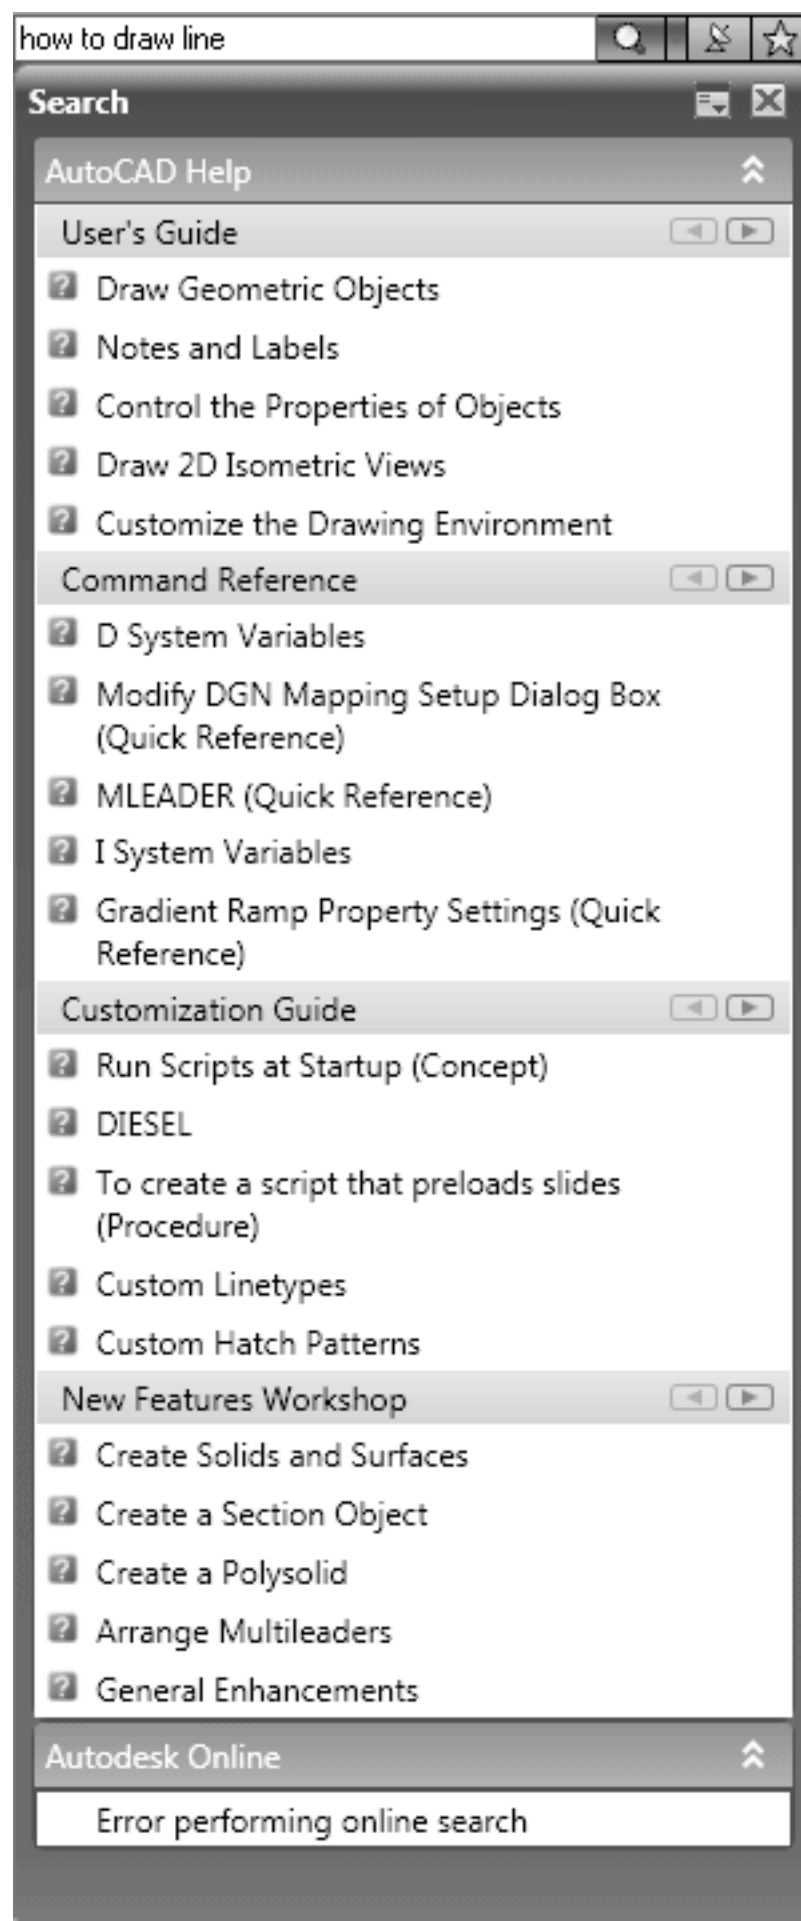 how to draw line
Search
AutoCAD Help
User's Guide
Draw Geometric Objects
Notes and Labels
Control the Properties of Objects
Draw 2D Isometric Views
Customize the Drawing Environment
Command Reference
D System Variables
Modify DGN Mapping Setup Dialog Box
(Quick Reference)
MLEADER (Quick Reference)
I System Variables
Gradient Ramp Property Settings (Quick
Reference)
Customization Guide
Run Scripts at Startup (Concept)
DIESEL
To create a script that preloads slides
(Procedure)
Custom Linetypes
Custom Hatch Patterns
New Features Workshop
Create Solids and Surfaces
Create a Section Object
Create a Polysolid
Arrange Multileaders
General Enhancements
Autodesk Online
Error performing online search